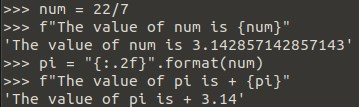 >>> num = 22/7
>>> f"The value of num is {num}"
'The value of num is 3.142857142857143'
>>> pi = "{:.2f}".format(num)
>>> f"The value of pi is + {pi}"
'The value of pi is + 3.14'